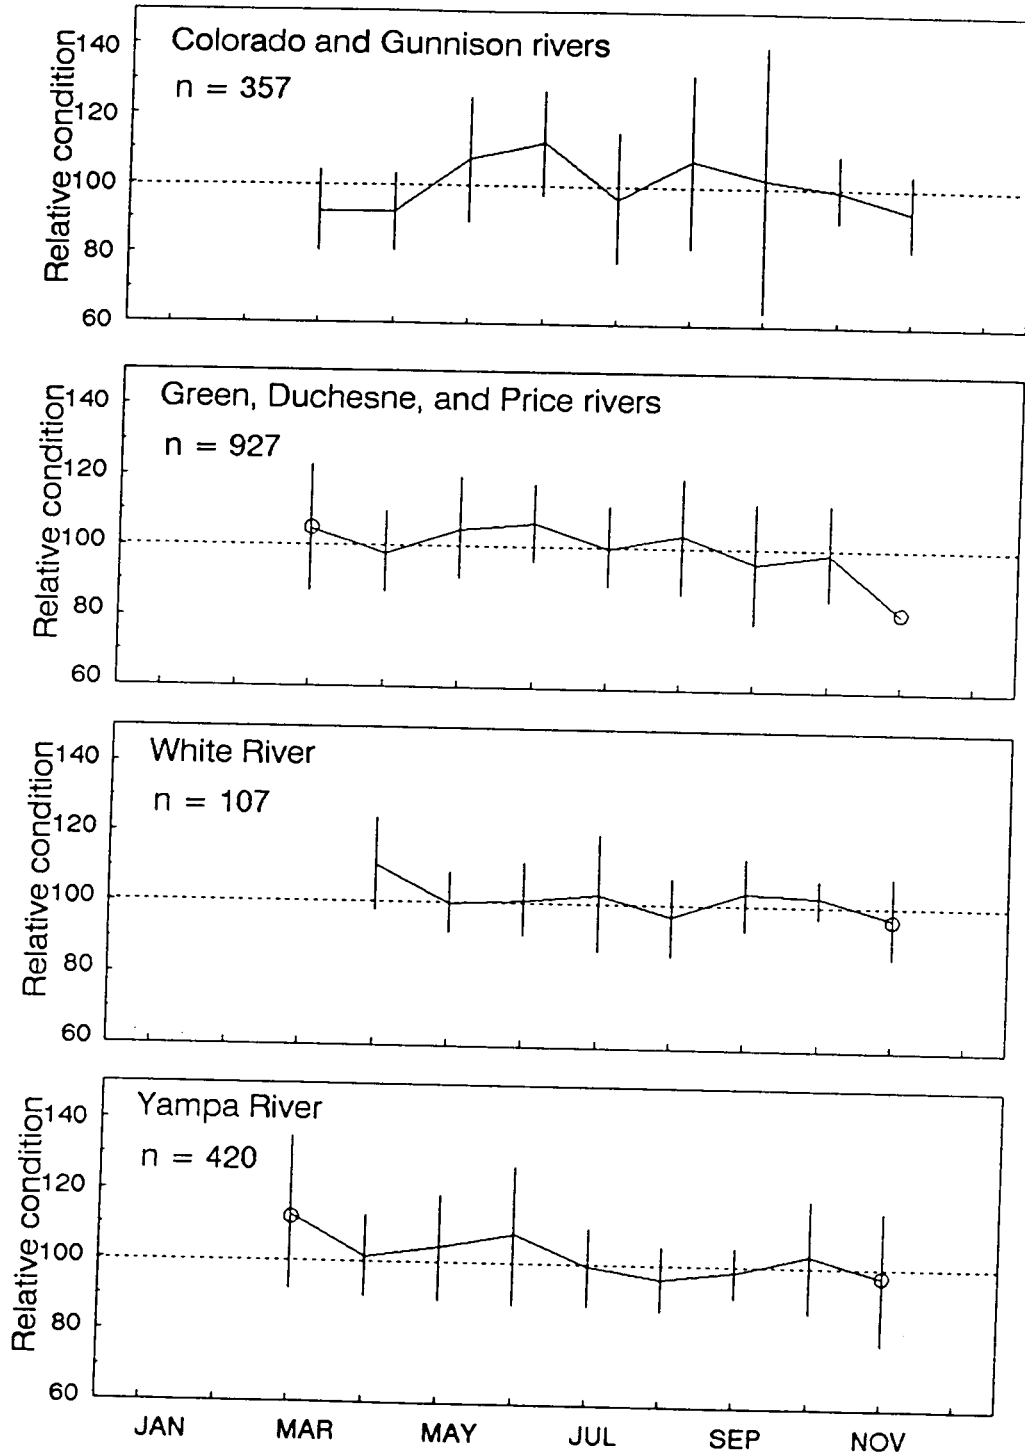 Colorado and Gunnison rivers
n = 357
Relative condition
140
120
100
80
60
Green, Duchesne, and Price rivers
n = 927
Relative condition
140
120
100
80
60
White River
n = 107
Relative condition
140
120
100
80
60
Yampa River
n = 420
Relative condition
140
120
100
80
60
JAN MAR MAY JUL SEP NOV